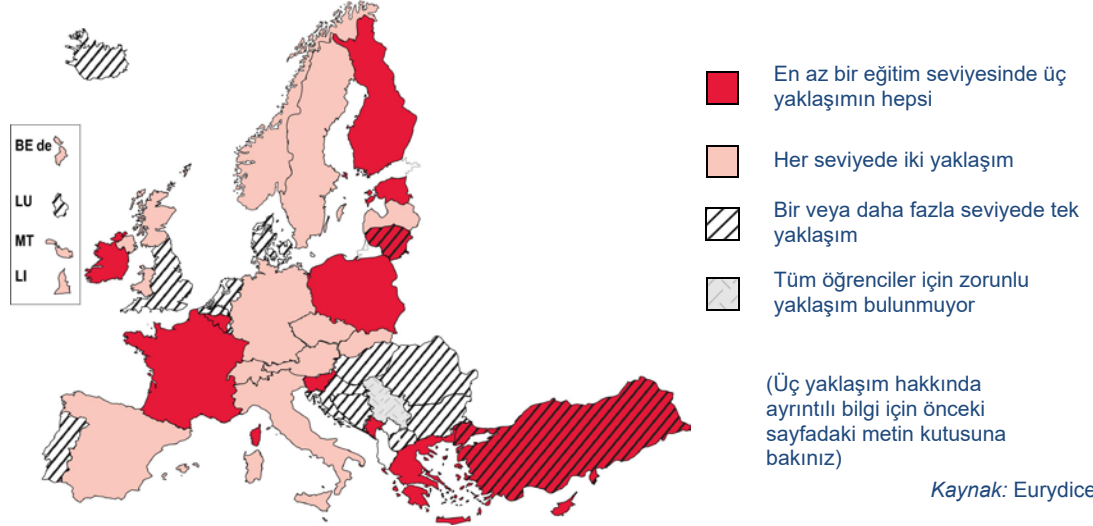 BE de
LU
MT
LI
En az bir eğitim seviyesinde üç
yaklaşımın hepsi
Her seviyede iki yaklaşım
Bir veya daha fazla seviyede tek
yaklaşım
Tüm öğrenciler için zorunlu
yaklaşım bulunmuyor
(Üç yaklaşım hakkında
ayrıntılı bilgi için önceki
sayfadaki metin kutusuna
bakınız)
Kaynak: Eurydice